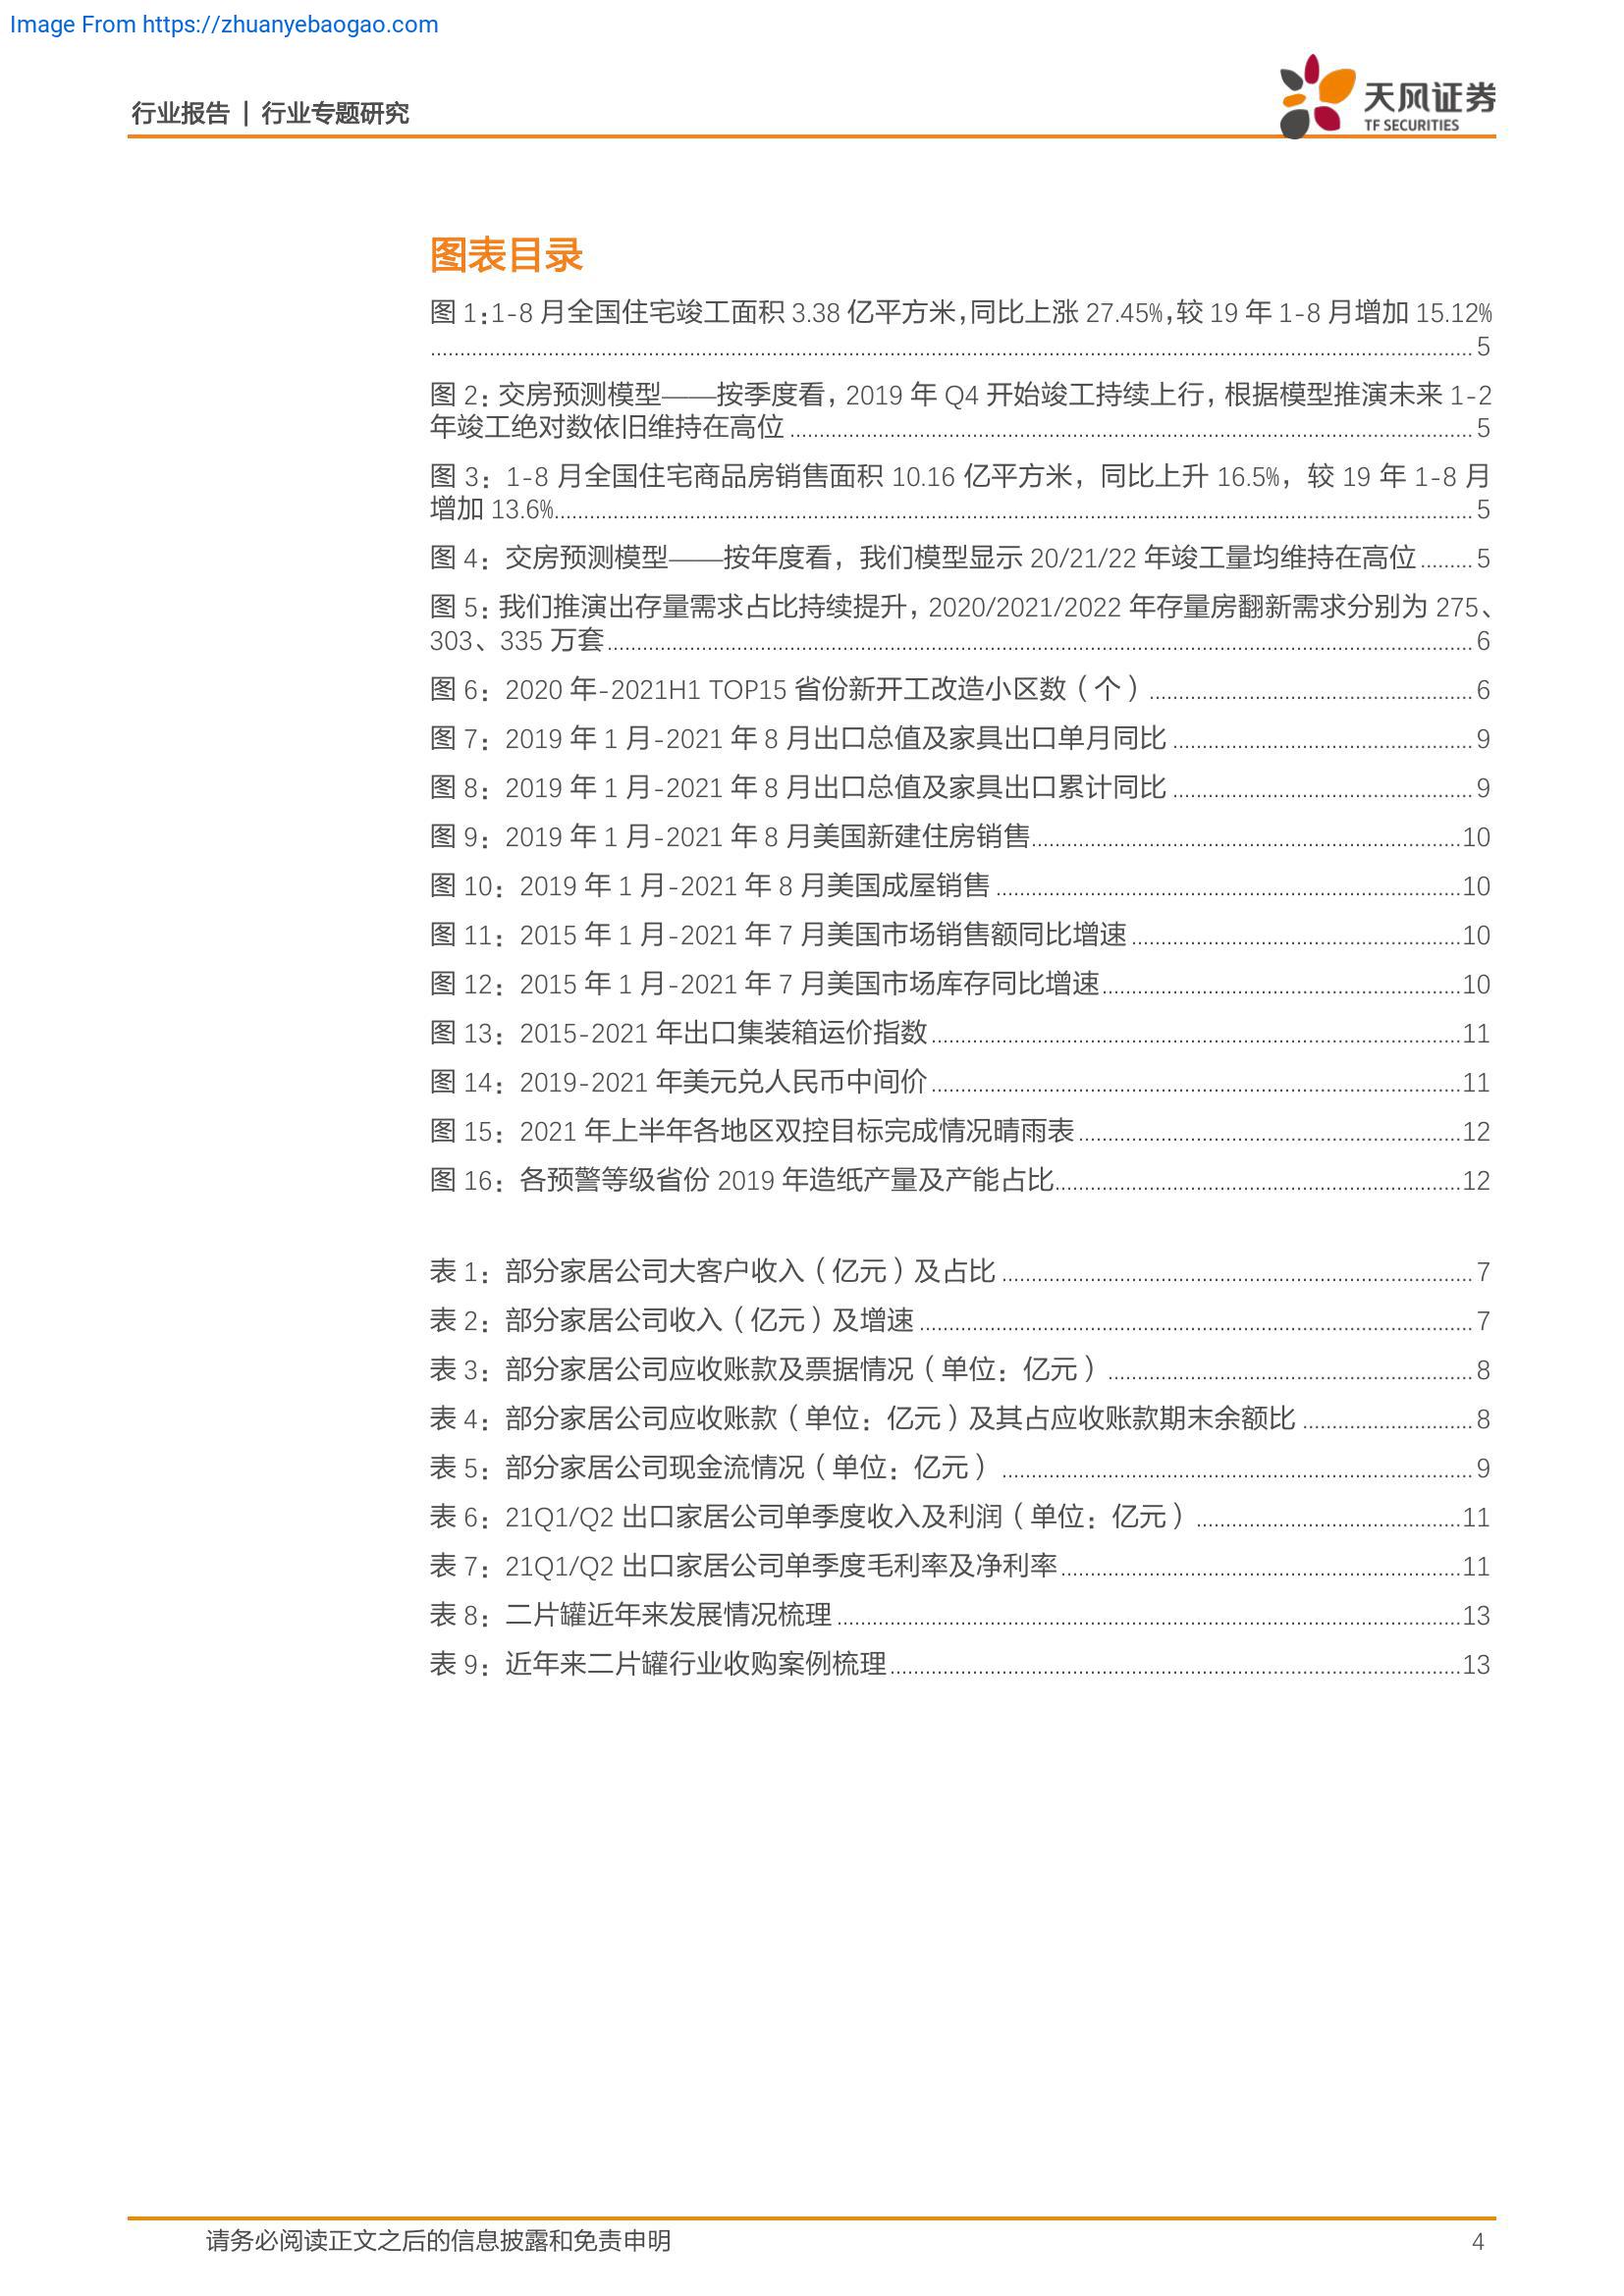 Image From https://zhuanyebaogao.com
行业报告 | 行业专题研究
天风证券
TF SECURITIES
图表目录
图 1：1-8 月全国住宅竣工面积 3.38 亿平方米，同比上涨 27.45%，较 19 年 1-8 月增加 15.12%
........ 5
图 2：交房预测模型——按季度看，2019 年 Q4 开始竣工持续上行，根据模型推演未来 1-2
年竣工绝对数依旧维持在高位 ........ 5
图 3：1-8 月全国住宅商品房销售面积 10.16 亿平方米，同比上升 16.5%，较 19 年 1-8 月
增加 13.6% ........ 5
图 4：交房预测模型——按年度看，我们模型显示 20/21/22 年竣工量均维持在高位 ........ 5
图 5：我们推演出存量需求占比持续提升，2020/2021/2022 年存量房翻新需求分别为 275、
303、335 万套 ........ 6
图 6：2020 年-2021H1 TOP15 省份新开工改造小区数（个） ........ 6
图 7：2019 年 1 月-2021 年 8 月出口总值及家具出口单月同比 ........ 9
图 8：2019 年 1 月-2021 年 8 月出口总值及家具出口累计同比 ........ 9
图 9：2019 年 1 月-2021 年 8 月美国新建住房销售 ........ 10
图 10：2019 年 1 月-2021 年 8 月美国成屋销售 ........ 10
图 11：2015 年 1 月-2021 年 7 月美国市场销售额同比增速 ........ 10
图 12：2015 年 1 月-2021 年 7 月美国市场库存同比增速 ........ 10
图 13：2015-2021 年出口集装箱运价指数 ........ 11
图 14：2019-2021 年美元兑人民币中间价 ........ 11
图 15：2021 年上半年各地区双控目标完成情况晴雨表 ........ 12
图 16：各预警等级省份 2019 年造纸产量及产能占比 ........ 12
表 1：部分家居公司大客户收入（亿元）及占比 ........ 7
表 2：部分家居公司收入（亿元）及增速 ........ 7
表 3：部分家居公司应收账款及票据情况（单位：亿元） ........ 8
表 4：部分家居公司应收账款（单位：亿元）及其占应收账款期末余额比 ........ 8
表 5：部分家居公司现金流情况（单位：亿元） ........ 9
表 6：21Q1/Q2 出口家居公司单季度收入及利润（单位：亿元） ........ 11
表 7：21Q1/Q2 出口家居公司单季度毛利率及净利率 ........ 11
表 8：二片罐近年来发展情况梳理 ........ 13
表 9：近年来二片罐行业收购案例梳理 ........ 13
请务必阅读正文之后的信息披露和免责申明 4